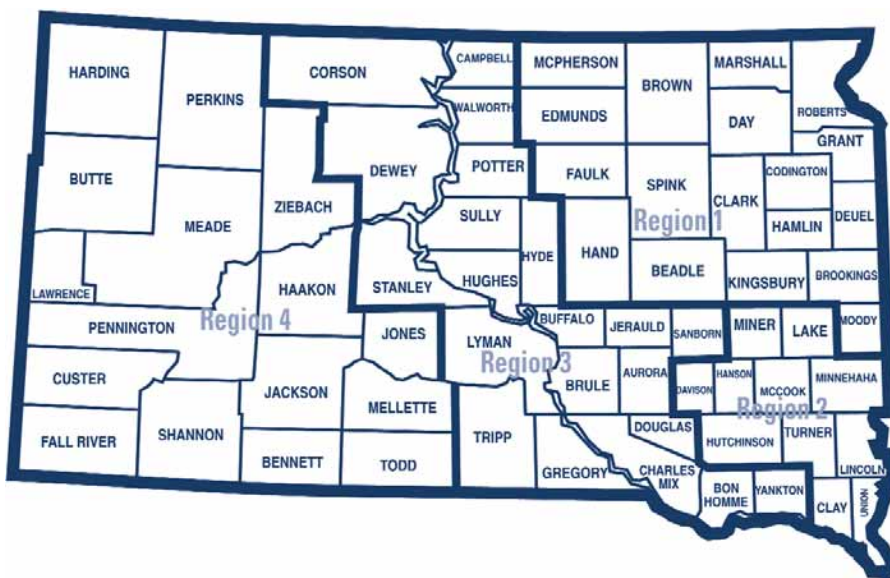 HARDING
PERKINS
CORSON
CAMPBELL
MCPHERSON
BROWN
MARSHALL
ROBERTS
WALWORTH
EDMUNDS
DAY
GRANT
BUTTE
MEADE
ZIEBACH
DEWEY
POTTER
FAULK
SPINK
CLARK
CODINGTON
HAMLIN
DEUEL
SULLY
HYDE
HAND
Region 1
BEADLE
KINGSBURY
BROOKINGS
LAWRENCE
HAAKON
STANLEY
HUGHES
PENNINGTON
Region 4
JONES
LYMAN
Region 3
BUFFALO
JERAULD
SANBORN
MINER
LAKE
MOODY
CUSTER
JACKSON
MELLETTE
BRULE
AURORA
DAVISON
HANSON
MCCOOK
MINNEHAHA
Region 2
FALL RIVER
SHANNON
BENNETT
TODD
TRIPP
GREGORY
DOUGLAS
CHARLES
MIX
HUTCHINSON
TURNER
LINCOLN
BON
HOMME
YANKTON
CLAY
UNION